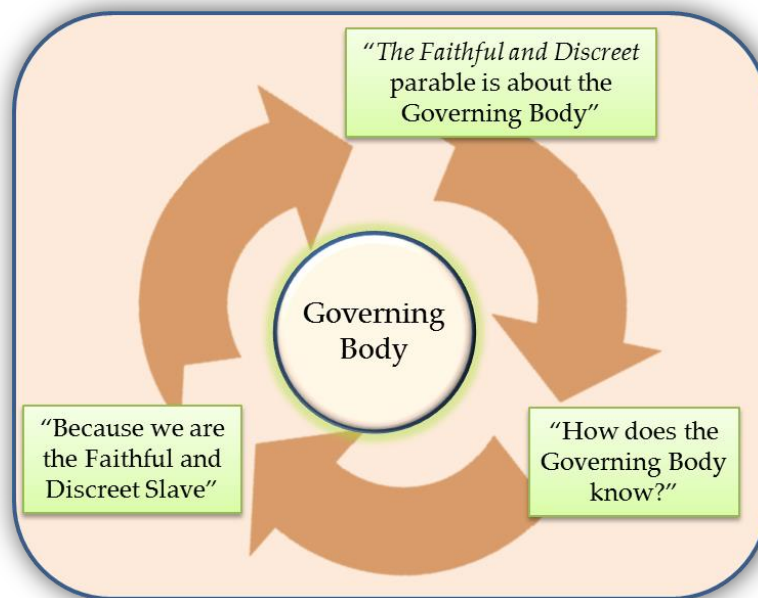 “The Faithful and Discreet
parable is about the
Governing Body”
Governing
Body
“How does the
Governing Body
know?”
“Because we are
the Faithful and
Discreet Slave”